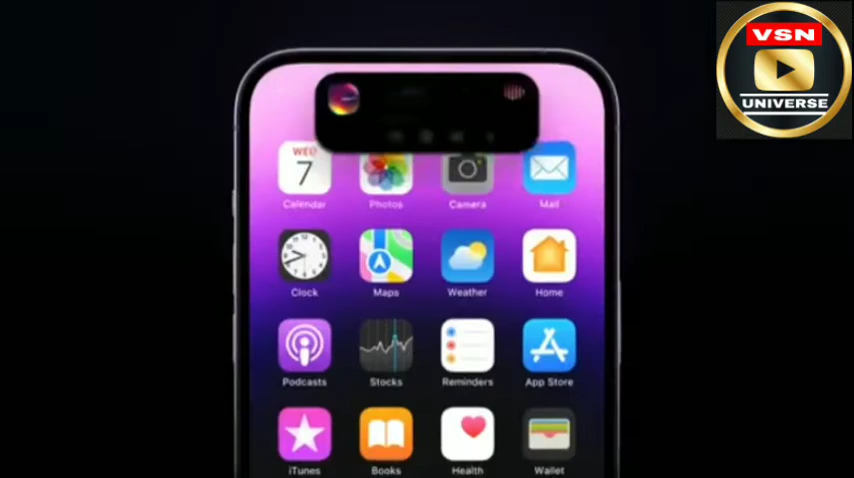 VSN
UNIVERSE
WED
7
Calendar
Photos
Camera
Mail
Clock
Maps
Weather
Home
Podcasts
Stocks
Reminders
App Store
iTunes
Books
Health
Wallet